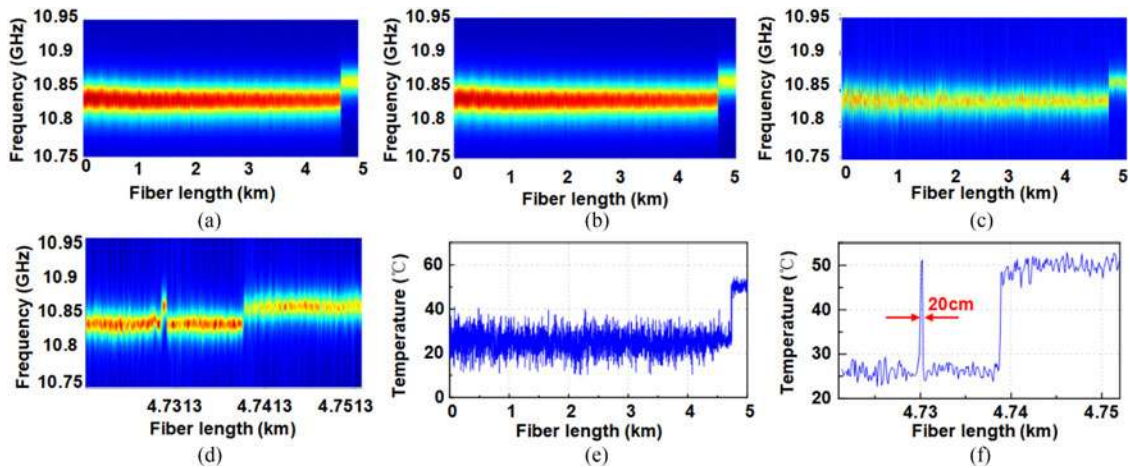 Frequency (GHz)
10.95
10.9
10.85
10.8
10.75
0 1 2 3 4 5
Fiber length (km)
(a)
Frequency (GHz)
10.95
10.9
10.85
10.8
10.75
0 1 2 3 4 5
Fiber length (km)
(b)
Frequency (GHz)
10.95
10.9
10.85
10.8
10.75
0 1 2 3 4 5
Fiber length (km)
(c)
Frequency (GHz)
10.95
10.9
10.85
10.8
10.75
4.7313 4.7413 4.7513
Fiber length (km)
(d)
Temperature (℃)
60
40
20
0
0 1 2 3 4 5
Fiber length (km)
(e)
Temperature (℃)
50
40
30
20
20cm
4.73 4.74 4.75
Fiber length (km)
(f)